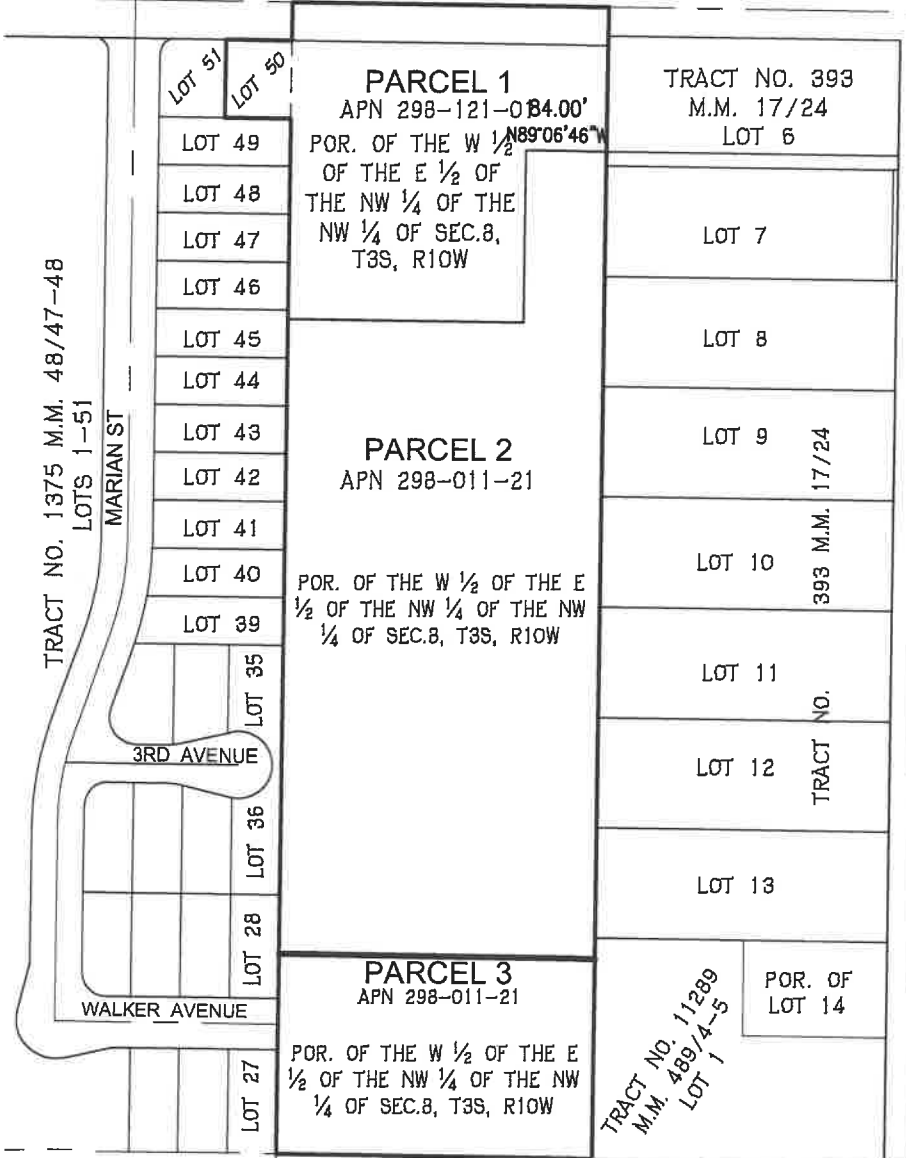 LOT 51
LOT 50
LOT 49
LOT 48
LOT 47
LOT 46
LOT 45
LOT 44
LOT 43
LOT 42
LOT 41
LOT 40
LOT 39
LOT 35
3RD AVENUE
LOT 36
LOT 28
WALKER AVENUE
LOT 27
TRACT NO. 1375 M.M. 48/47-48
LOTS 1-51
MARIAN ST
PARCEL 1
APN 298-121-01
84.00'
N89°06'46"W
POR. OF THE W ½
OF THE E ½ OF
THE NW ¼ OF THE
NW ¼ OF SEC.8,
T3S, R10W
PARCEL 2
APN 298-011-21
POR. OF THE W ½ OF THE E
½ OF THE NW ¼ OF THE NW
¼ OF SEC.8, T3S, R10W
PARCEL 3
APN 298-011-21
POR. OF THE W ½ OF THE E
½ OF THE NW ¼ OF THE NW
¼ OF SEC.8, T3S, R10W
TRACT NO. 393
M.M. 17/24
LOT 6
LOT 7
LOT 8
LOT 9
LOT 10
LOT 11
LOT 12
LOT 13
TRACT NO. 393 M.M. 17/24
POR. OF
LOT 14
TRACT NO. 11289
M.M. 489/4-5
LOT 1